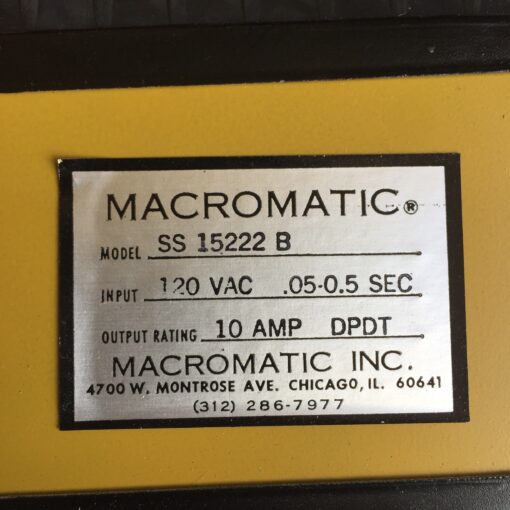 MACROMATIC®
MODEL SS 15222 B
INPUT 120 VAC .05-0.5 SEC
OUTPUT RATING 10 AMP DPDT
MACROMATIC INC.
4700 W. MONTROSE AVE. CHICAGO, IL. 60641
(312) 286-7977